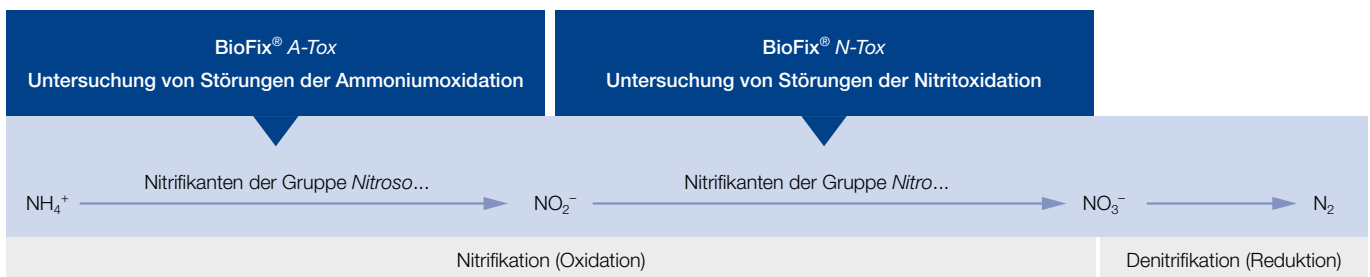 BioFix® A-Tox
Untersuchung von Störungen der Ammoniumoxidation
BioFix® N-Tox
Untersuchung von Störungen der Nitritoxidation
Nitrifikanten der Gruppe Nitroso...
Nitrifikanten der Gruppe Nitro...
NH₄⁺ NO₂⁻ NO₃⁻ N₂
Nitrifikation (Oxidation)
Denitrifikation (Reduktion)